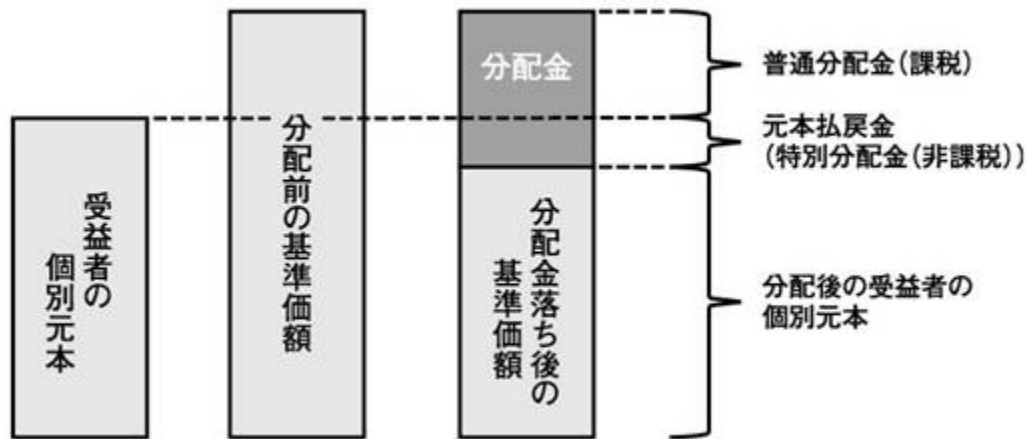 受益者の
個別元本
分配前の基準価額
分配金
分配金落ち後の
基準価額
普通分配金(課税)
元本払戻金
(特別分配金(非課税))
分配後の受益者の
個別元本